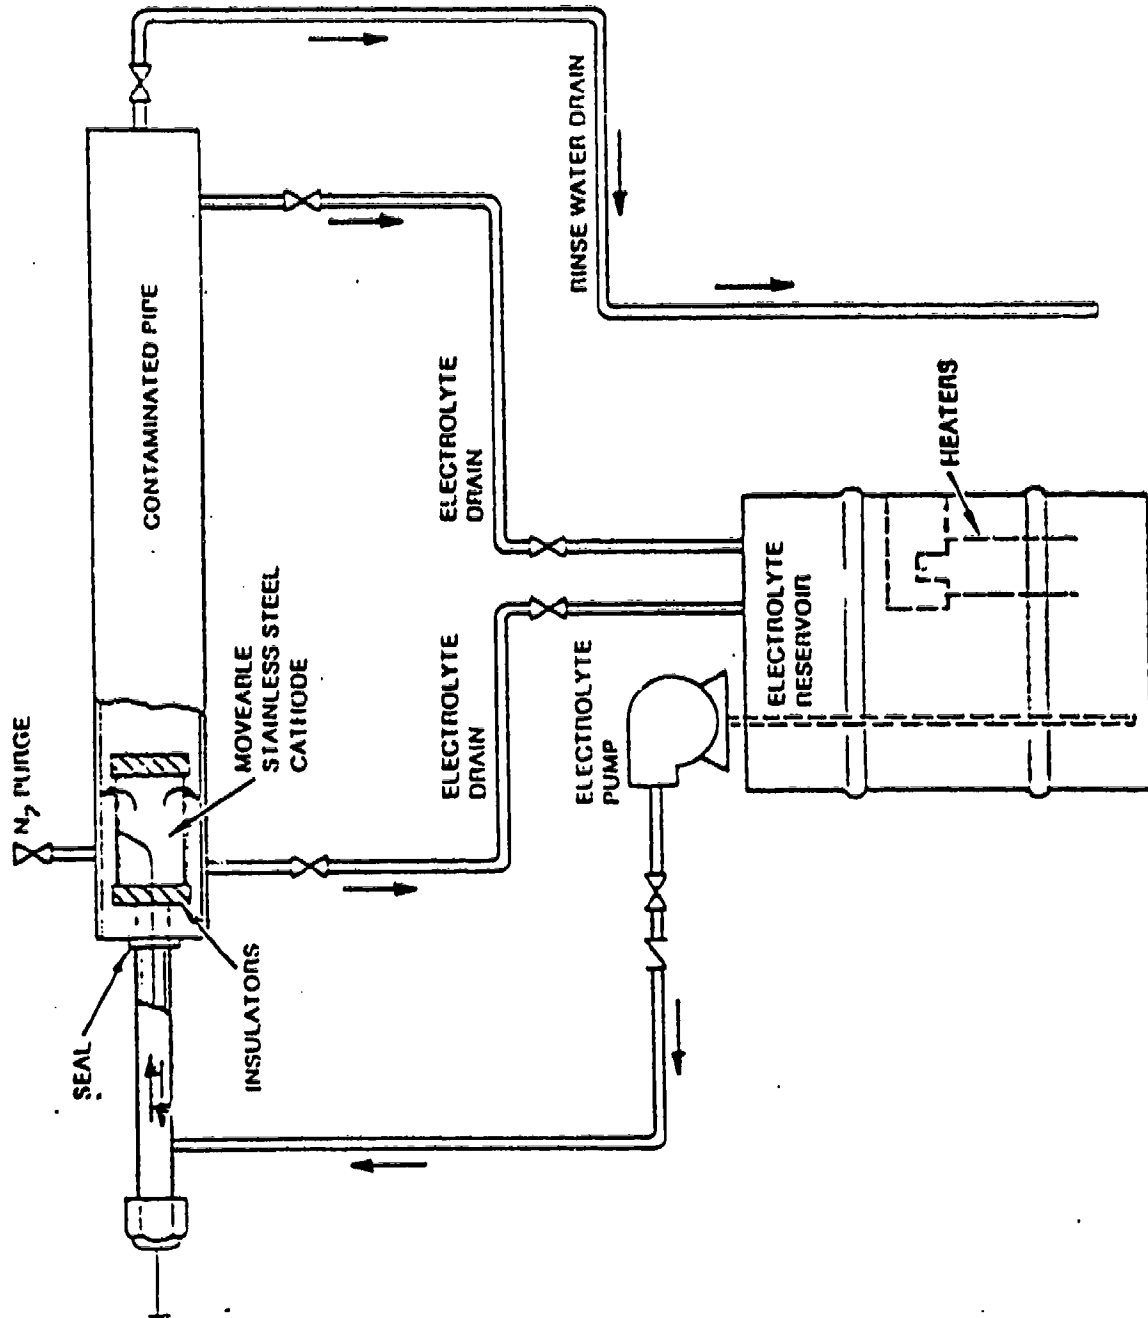 N₂ PURGE
SEAL
INSULATORS
MOVEABLE
STAINLESS STEEL
CATHODE
CONTAMINATED PIPE
ELECTROLYTE
DRAIN
ELECTROLYTE
DRAIN
RINSE WATER DRAIN
ELECTROLYTE
PUMP
ELECTROLYTE
RESERVOIR
HEATERS